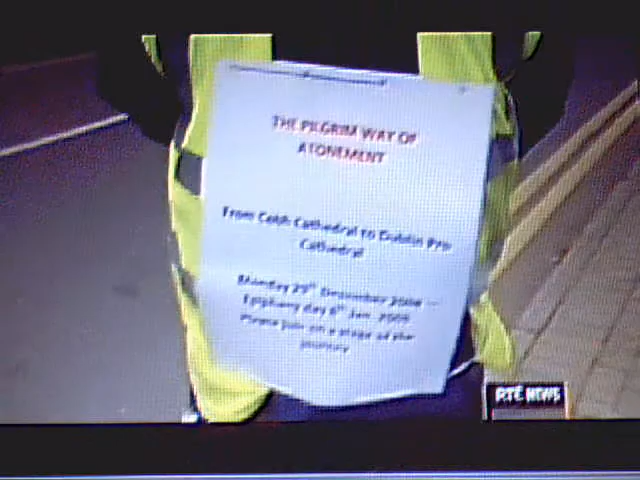 THE PILGRIM WAY OF
ATONEMENT
From Cobh Cathedral to Dublin Pro
Cathedral
Monday 29th December 2008 —
Epiphany day 6th Jan. 2009
Please join on a stage of the
journey
RTÉ NEWS